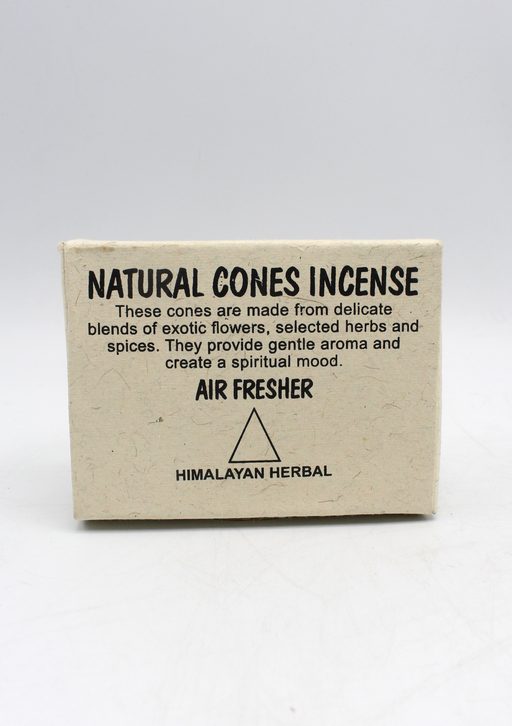 NATURAL CONES INCENSE
These cones are made from delicate
blends of exotic flowers, selected herbs and
spices. They provide gentle aroma and
create a spiritual mood.
AIR FRESHER
HIMALAYAN HERBAL